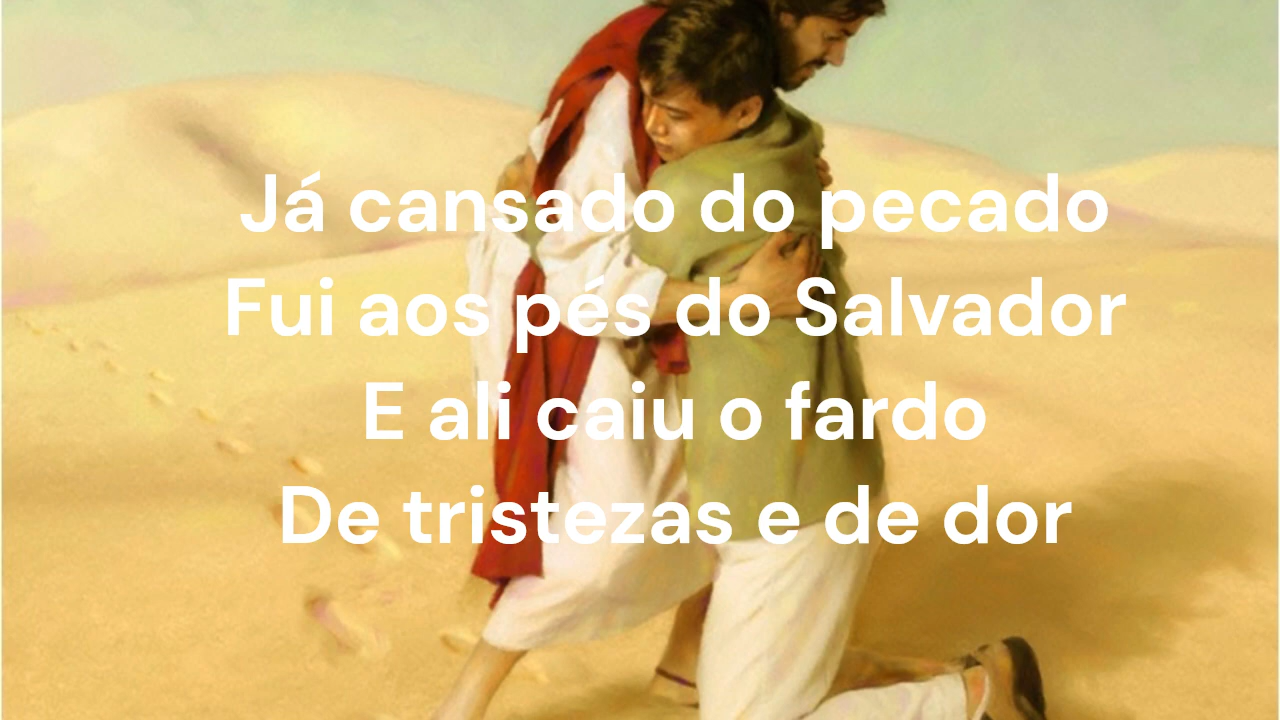 Já cansado do pecado
Fui aos pés do Salvador
E ali caiu o fardo
De tristezas e de dor